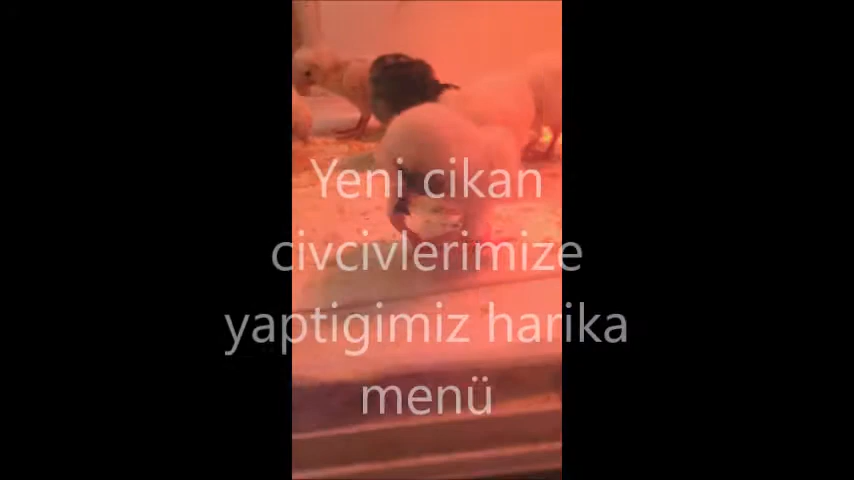 Yeni cikan
civcivlerimize
yaptigimiz harika
menü